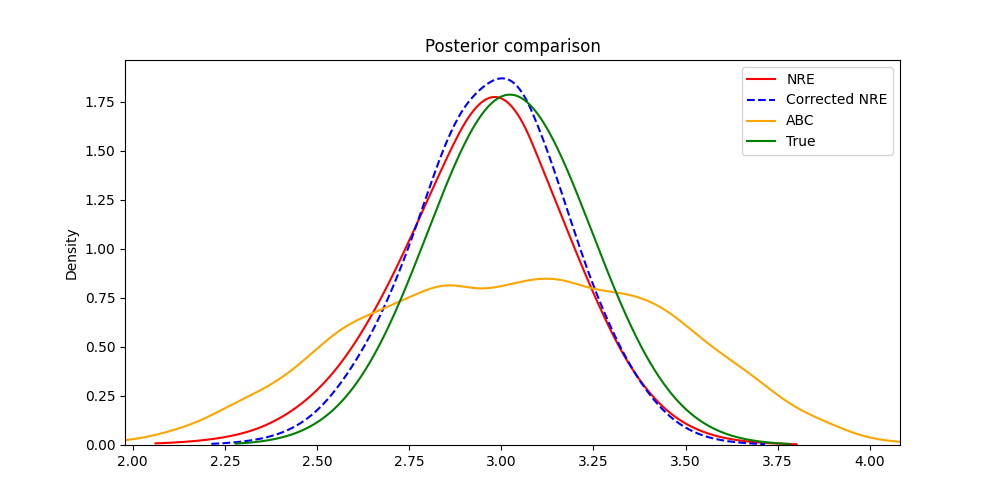 Posterior comparison
NRE
Corrected NRE
ABC
True
Density
1.75
1.50
1.25
1.00
0.75
0.50
0.25
0.00
2.00 2.25 2.50 2.75 3.00 3.25 3.50 3.75 4.00